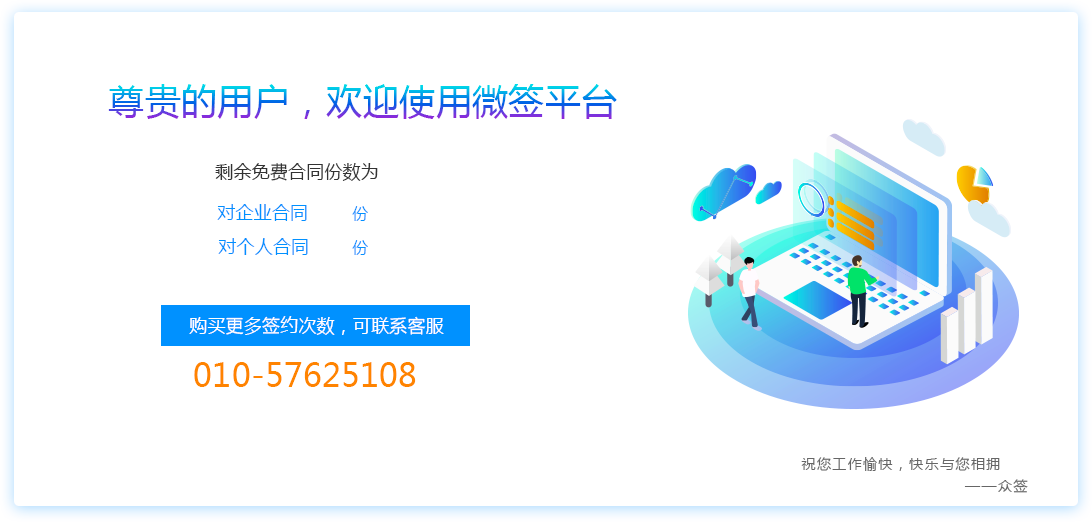 尊贵的用户，欢迎使用微签平台
剩余免费合同份数为
对企业合同 份
对个人合同 份
购买更多签约次数，可联系客服
010-57625108
祝您工作愉快，快乐与您相拥
——众签